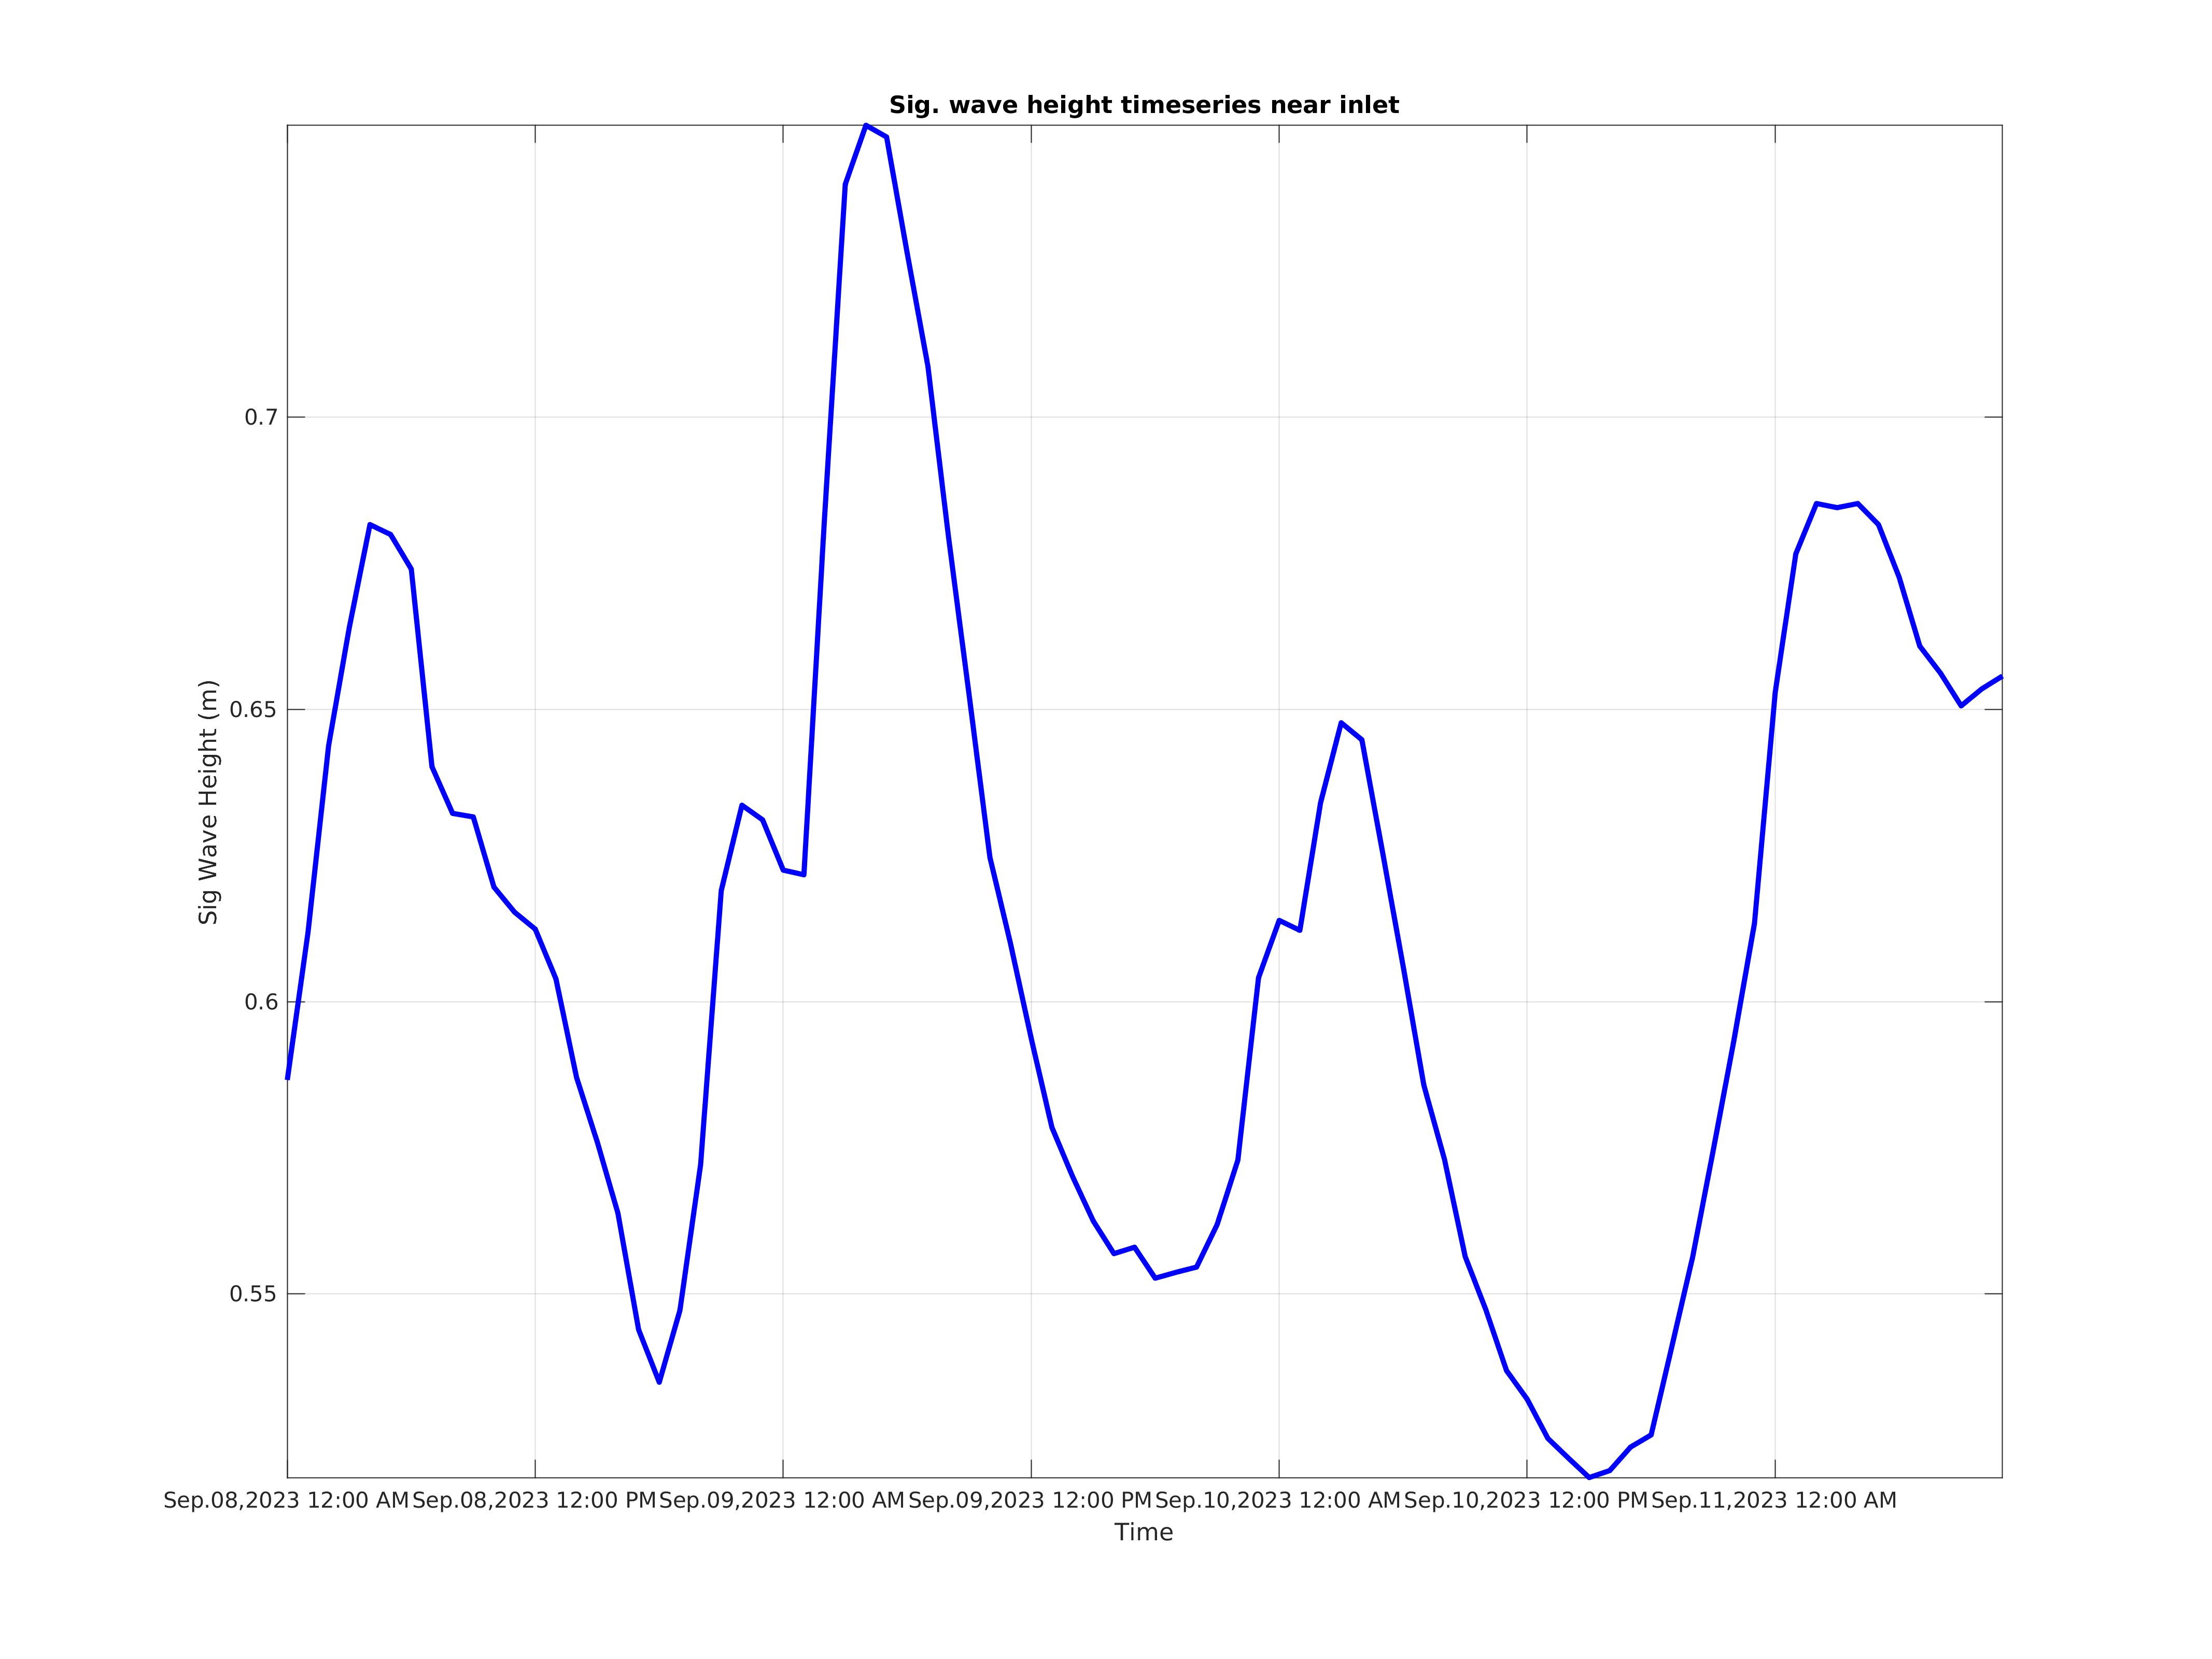 Sig. wave height timeseries near inlet
0.7
0.65
0.6
0.55
Sig Wave Height (m)
Sep.08,2023 12:00 AM Sep.08,2023 12:00 PM Sep.09,2023 12:00 AM Sep.09,2023 12:00 PM Sep.10,2023 12:00 AM Sep.10,2023 12:00 PM Sep.11,2023 12:00 AM
Time